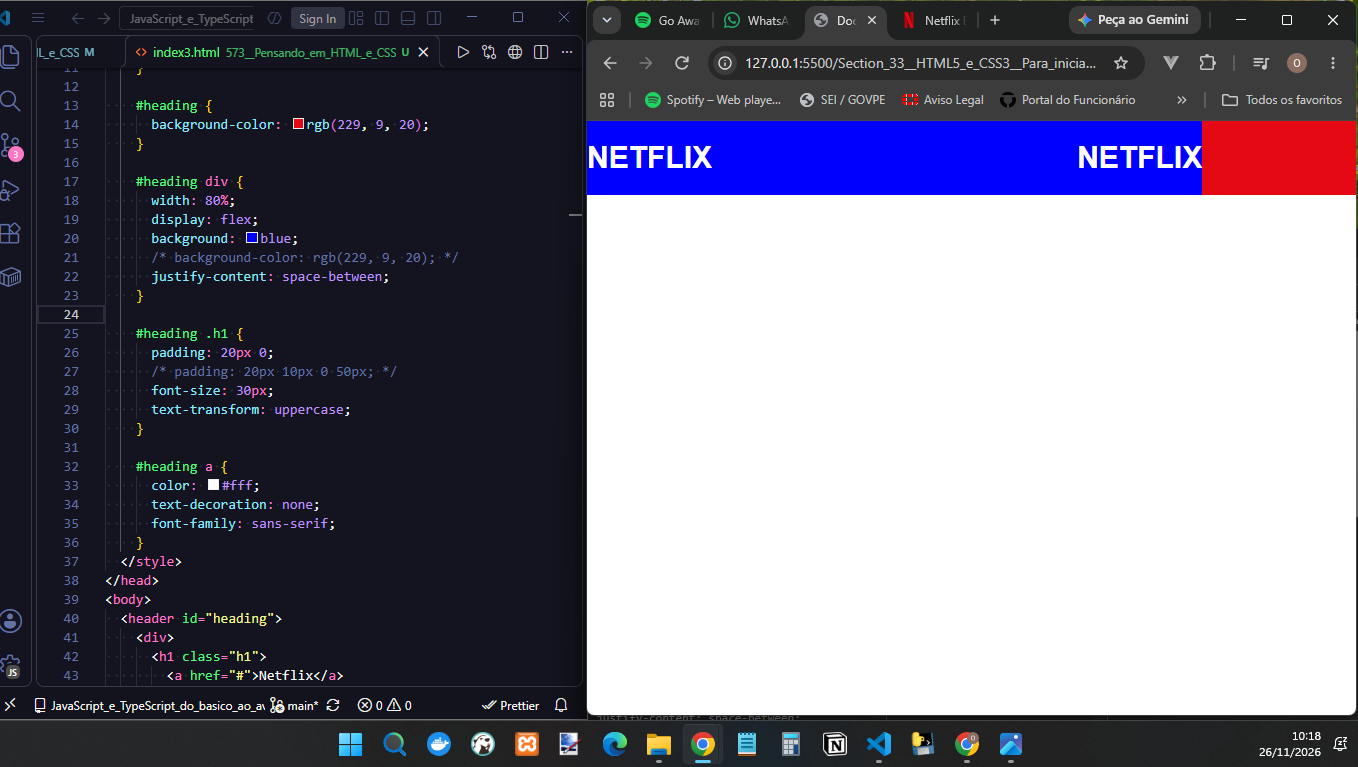 JavaScript_e_TypeScript
Sign In
L_e_CSS M
index3.html 573__Pensando_em_HTML_e_CSS U
11 }
12
13 #heading {
14 background-color: rgb(229, 9, 20);
15 }
16
17 #heading div {
18 width: 80%;
19 display: flex;
20 background: blue;
21 /* background-color: rgb(229, 9, 20); */
22 justify-content: space-between;
23 }
24
25 #heading .h1 {
26 padding: 20px 0;
27 /* padding: 20px 10px 0 50px; */
28 font-size: 30px;
29 text-transform: uppercase;
30 }
31
32 #heading a {
33 color: #fff;
34 text-decoration: none;
35 font-family: sans-serif;
36 }
37 </style>
38 </head>
39 <body>
40 <header id="heading">
41 <div>
42 <h1 class="h1">
43 <a href="#">Netflix</a>
3
JS
JavaScript_e_TypeScript_do_basico_ao_av
main*
0 0
Prettier
Go Awa
WhatsA
Doc
Netflix
Peça ao Gemini
127.0.0.1:5500/Section_33__HTML5_e_CSS3__Para_inicia...
O
Spotify – Web playe...
SEI / GOVPE
Aviso Legal
Portal do Funcionário
»
Todos os favoritos
NETFLIX NETFLIX
justify-content: space-between;
10:18
26/11/2026